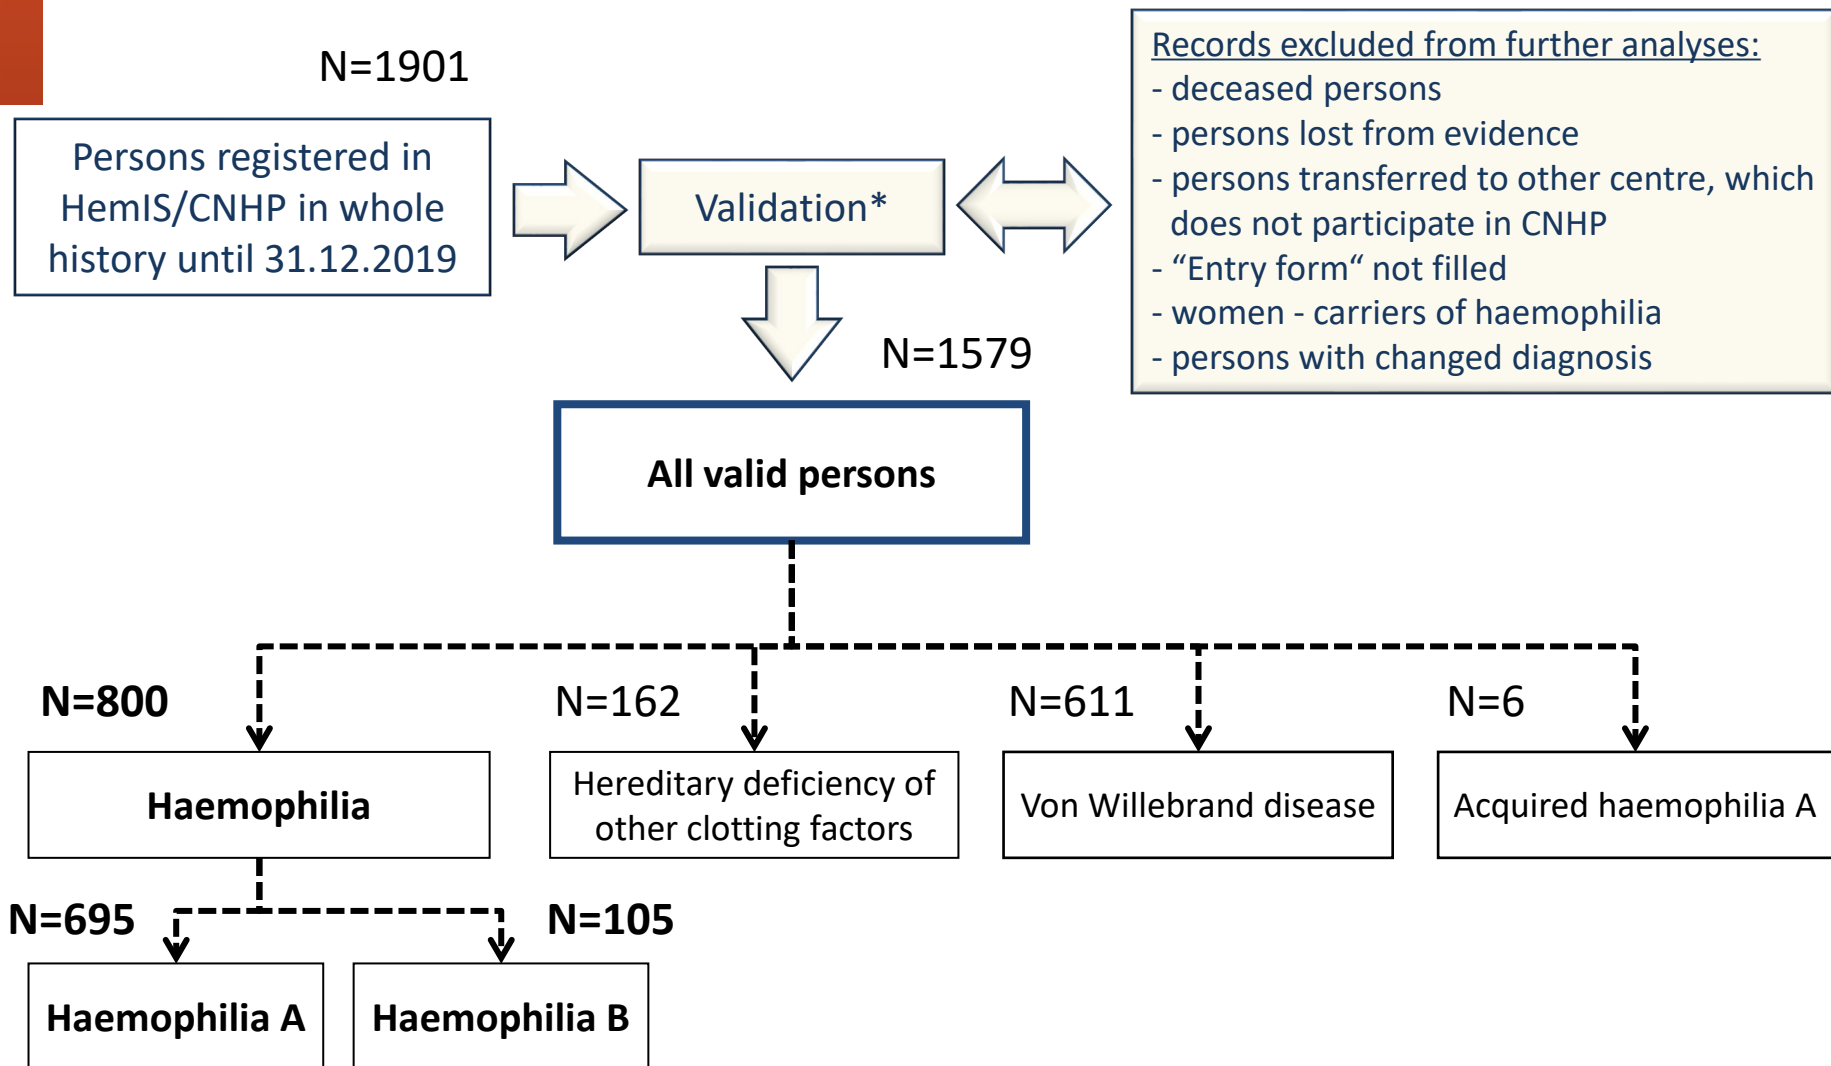 N=1901
Persons registered in
HemIS/CNHP in whole
history until 31.12.2019
Validation*
Records excluded from further analyses:
- deceased persons
- persons lost from evidence
- persons transferred to other centre, which
does not participate in CNHP
- “Entry form“ not filled
- women - carriers of haemophilia
- persons with changed diagnosis
N=1579
All valid persons
N=800
Haemophilia
N=162
Hereditary deficiency of
other clotting factors
N=611
Von Willebrand disease
N=6
Acquired haemophilia A
N=695
Haemophilia A
N=105
Haemophilia B